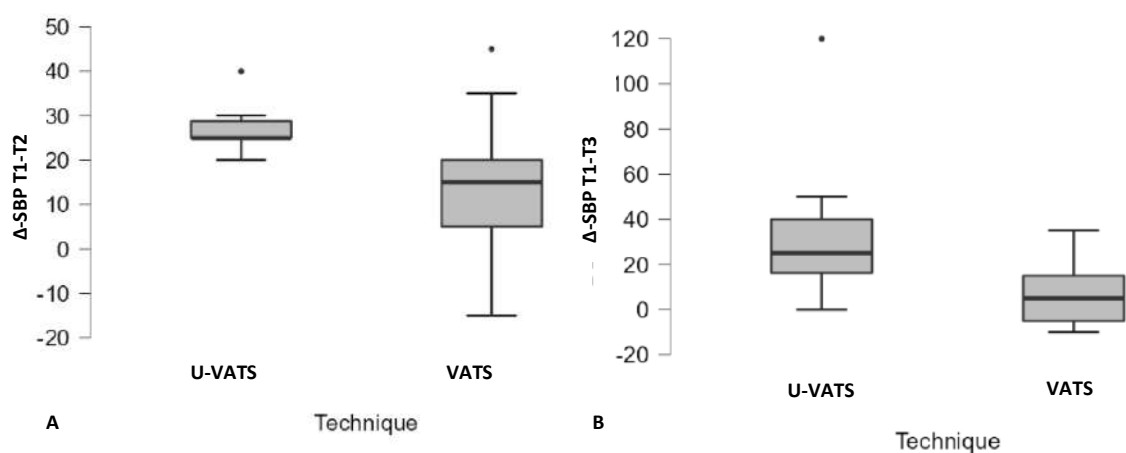 Δ-SBP T1-T2
50
40
30
20
10
0
-10
-20
U-VATS
VATS
A
Technique
Δ-SBP T1-T3
120
100
80
60
40
20
0
-20
U-VATS
VATS
B
Technique